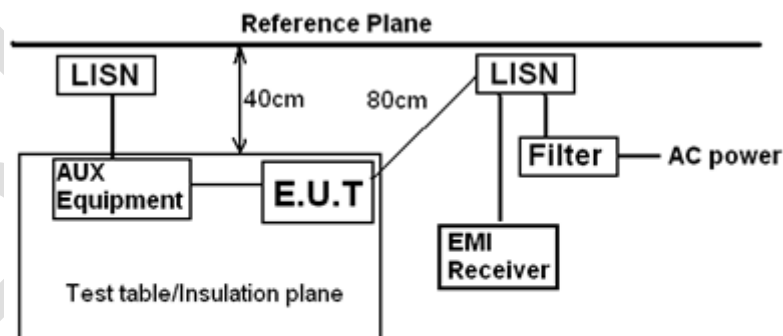 Reference Plane
LISN
40cm
80cm
LISN
Filter
AC power
AUX
Equipment
E.U.T
EMI
Receiver
Test table/Insulation plane